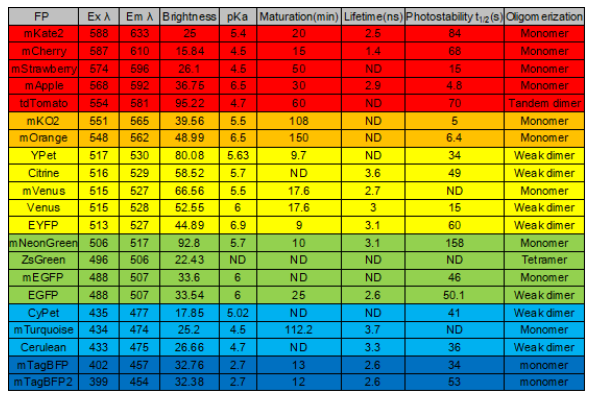 FP Ex λ Em λ Brightness pKa Maturation(min) Lifetime(ns) Photostability t1/2(s) Oligomerization
mKate2 588 633 25 5.4 20 2.5 84 Monomer
mCherry 587 610 15.84 4.5 15 1.4 68 Monomer
mStrawberry 574 596 26.1 4.5 50 ND 15 Monomer
mApple 568 592 36.75 6.5 30 2.9 4.8 Monomer
tdTomato 554 581 95.22 4.7 60 ND 70 Tandem dimer
mKO2 551 565 39.56 5.5 108 ND 5 Monomer
mOrange 548 562 48.99 6.5 150 ND 6.4 Monomer
YPet 517 530 80.08 5.63 9.7 ND 34 Weak dimer
Citrine 516 529 58.52 5.7 ND 3.6 49 Weak dimer
mVenus 515 527 66.56 5.5 17.6 2.7 ND Monomer
Venus 515 528 52.55 6 17.6 3 15 Weak dimer
EYFP 513 527 44.89 6.9 9 3.1 60 Weak dimer
mNeonGreen 506 517 92.8 5.7 10 3.1 158 Monomer
ZsGreen 496 506 22.43 ND ND ND ND Tetramer
mEGFP 488 507 33.6 6 ND ND 46 Monomer
EGFP 488 507 33.54 6 25 2.6 50.1 Weak dimer
CyPet 435 477 17.85 5.02 ND ND 41 Weak dimer
mTurquoise 434 474 25.2 4.5 112.2 3.7 ND Monomer
Cerulean 433 475 26.66 4.7 ND 3.3 36 Weak dimer
mTagBFP 402 457 32.76 2.7 13 2.6 34 monomer
mTagBFP2 399 454 32.38 2.7 12 2.6 53 monomer